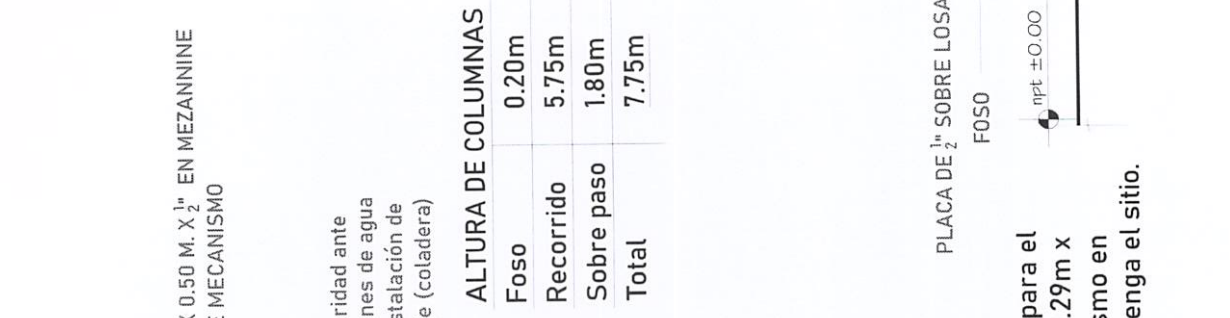 X 0.50 M. X 1/2" EN MEZANNINE
MECANISMO
ridad ante
nes de agua
stalación de
e (coladera)
ALTURA DE COLUMNAS
Foso 0.20m
Recorrido 5.75m
Sobre paso 1.80m
Total 7.75m
PLACA DE 1/2" SOBRE LOSA
FOSO
npt ±0.00
para el
.29m x
smo en
enga el sitio.